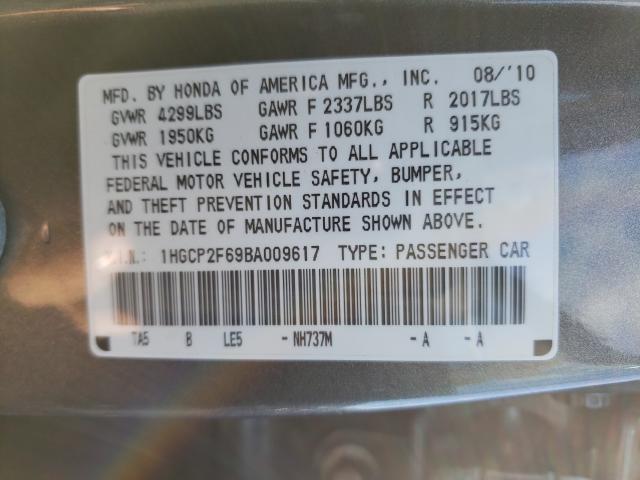 MFD. BY HONDA OF AMERICA MFG., INC. 08/'10
GVWR 4299LBS GAWR F 2337LBS R 2017LBS
GVWR 1950KG GAWR F 1060KG R 915KG
THIS VEHICLE CONFORMS TO ALL APPLICABLE
FEDERAL MOTOR VEHICLE SAFETY, BUMPER,
AND THEFT PREVENTION STANDARDS IN EFFECT
ON THE DATE OF MANUFACTURE SHOWN ABOVE.
V.I.N.: 1HGCP2F69BA009617 TYPE: PASSENGER CAR
TA5 B LE5 -NH737M -A -A